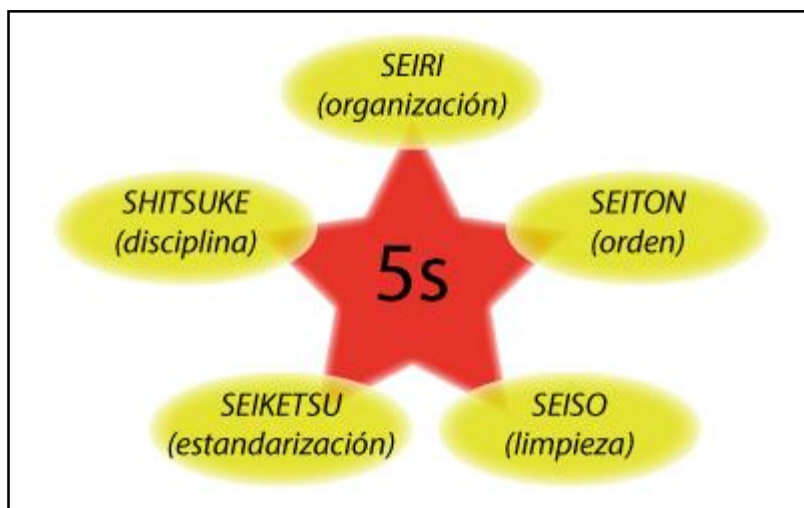 SEIRI
(organización)
SHITSUKE
(disciplina)
SEITON
(orden)
5s
SEIKETSU
(estandarización)
SEISO
(limpieza)